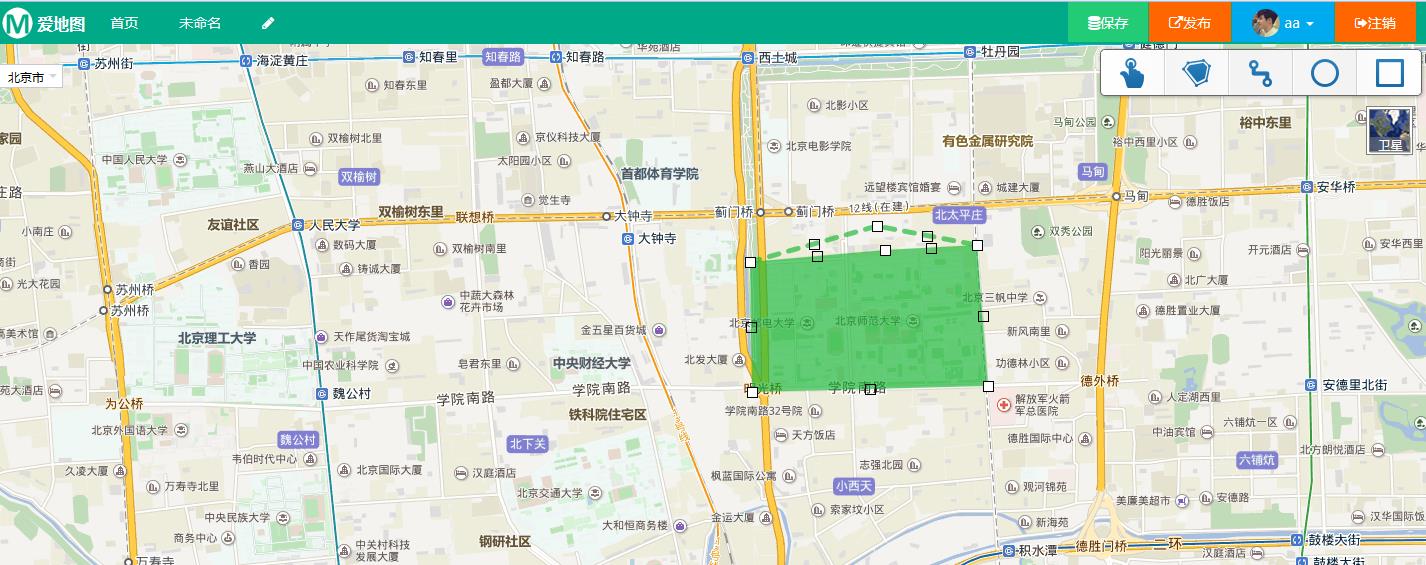 爱地图 首页 未命名 保存 发布 aa 注销
苏州街 海淀黄庄 知春里 知春路 知春路 西土城 牡丹园
北京市
知春东里 盈都大厦
北影小区
家园 双榆树北里 京仪科技大厦 有色金属研究院 马甸公园 裕中东里
中国人民大学 燕山大酒店 太阳园小区 北京电影学院 裕中西里小区 卫星
双榆树 首都体育学院 马甸
庄路 远望楼宾馆婚宴 城建大厦 安华桥
觉生寺 马甸 德胜饭店
友谊社区 双榆树东里 联想桥 大钟寺 蓟门桥 蓟门桥 12线(在建) 北太平庄
小南庄 人民大学 大钟寺 双秀公园
数码大厦 双榆树南里 阳光丽景 开元酒店 安华西里
香园 铸诚大厦
光大花园 苏州桥 中蔬大森林花卉市场 北京三帆中学 北广大厦
苏州桥 德胜置业大厦
高美术馆 北京理工大学 天作尾货淘宝城 金五星百货城 北京师范大学 新风南里
中国农业科学院 皂君东里 中央财经大学 北发大厦 功德林小区
苑大酒店 魏公村 学院南路 学院南路 学院南路 德外桥 安德里北街
为公桥 铁科院住宅区 学院南路32号院 解放军火箭军总医院 人定湖西里
北京外国语大学 魏公村 北下关 天方饭店 德胜国际中心 中油宾馆 六铺炕一区
久凌大厦 韦伯时代中心 北京国际大厦 汉庭酒店 枫蓝国际公寓 志强北园 六铺炕 北方朗悦酒店
万寿寺北里 北京交通大学 小西天 观河锦苑 美廉美超市 安德路
中央民族大学 大和恒商务楼 金运大厦 索家坟小区 新海苑 汉华国际饭
商务中心 中关村科技发展大厦 钢研社区 积水潭 德胜门桥 二环 鼓楼大街
万寿寺 汉庭酒店 鼓楼大街